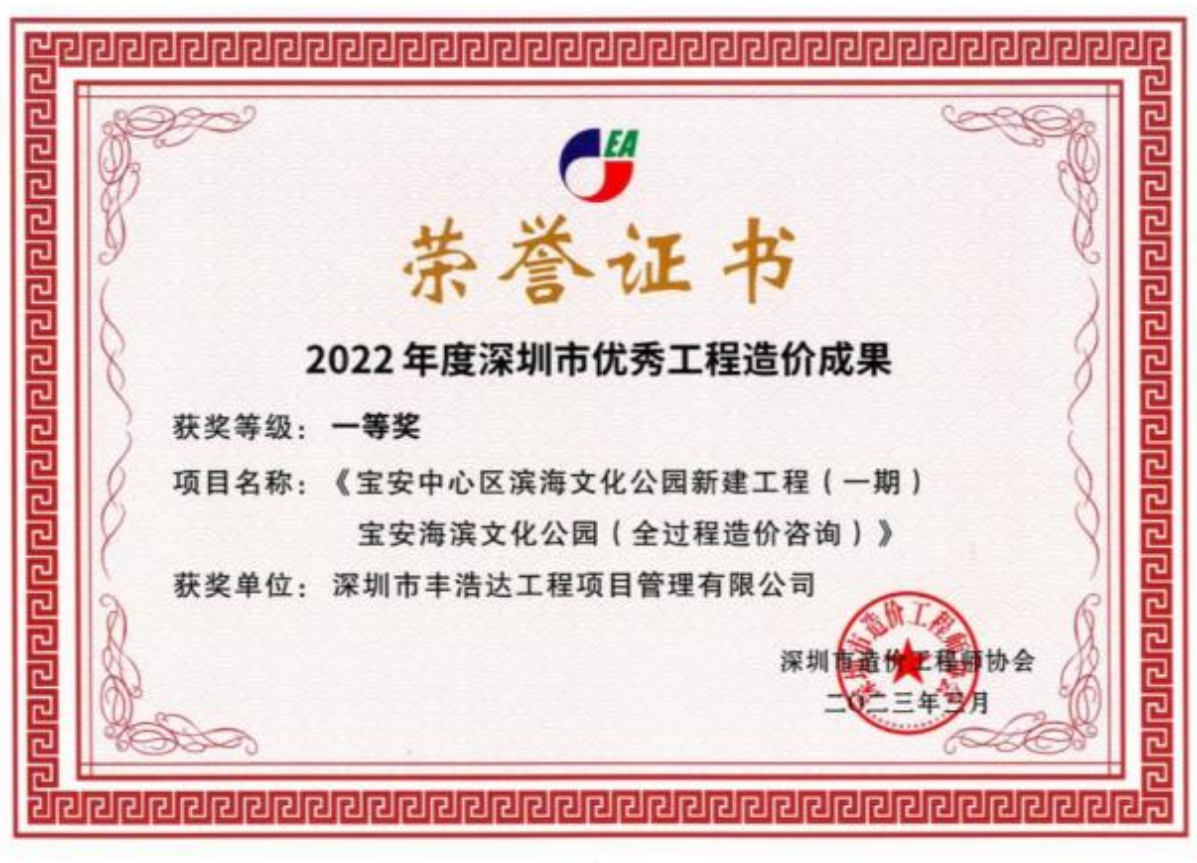 EA
荣誉证书
2022 年度深圳市优秀工程造价成果
获奖等级：一等奖
项目名称：《宝安中心区滨海文化公园新建工程（一期）
宝安海滨文化公园（全过程造价咨询）》
获奖单位：深圳市丰浩达工程项目管理有限公司
深圳市造价工程师协会
二〇二三年三月